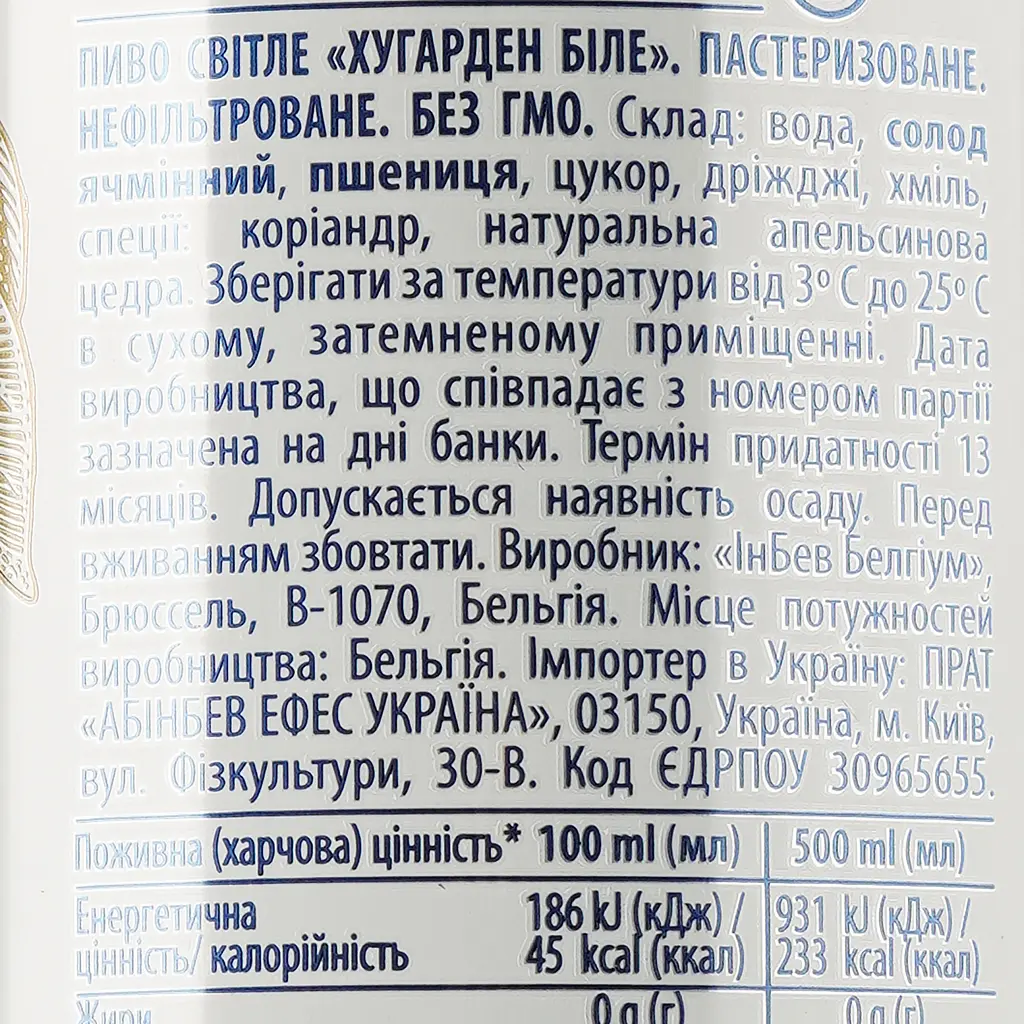 ПИВО СВІТЛЕ «ХУГАРДЕН БІЛЕ». ПАСТЕРИЗОВАНЕ.
НЕФІЛЬТРОВАНЕ. БЕЗ ГМО. Склад: вода, солод
ячмінний, пшениця, цукор, дріжджі, хміль,
спеції: коріандр, натуральна апельсинова
цедра. Зберігати за температури від 3º С до 25º С
в сухому, затемненому приміщенні. Дата
виробництва, що співпадає з номером партії
зазначена на дні банки. Термін придатності 13
місяців. Допускається наявність осаду. Перед
вживанням збовтати. Виробник: «ІнБев Белгіум»,
Брюссель, В-1070, Бельгія. Місце потужностей
виробництва: Бельгія. Імпортер в Україну: ПРАТ
«АБІНБЕВ ЕФЕС УКРАЇНА», 03150, Україна, м. Київ,
вул. Фізкультури, 30-В. Код ЄДРПОУ 30965655.
Поживна (харчова) цінність* 100 ml (мл) 500 ml (мл)
Енергетична 186 kJ (кДж) / 931 kJ (кДж) /
цінність/ калорійність 45 kcal (ккал) 233 kcal (ккал)
Жири 0 g (г) 0 g (г)